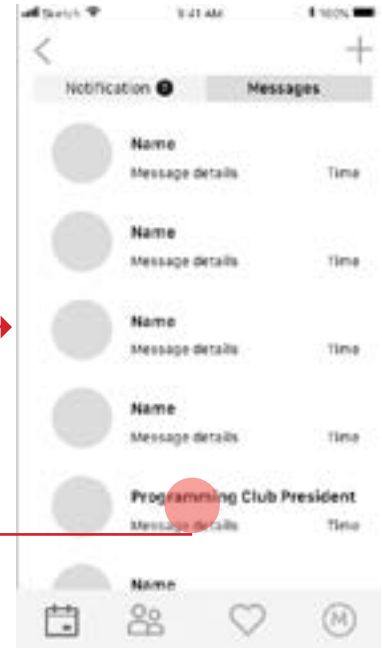 Sketch 9:41 AM 100%
Notification
Messages
Name
Message details Time
Name
Message details Time
Name
Message details Time
Name
Message details Time
Programming Club President
Message details Time
Name
M